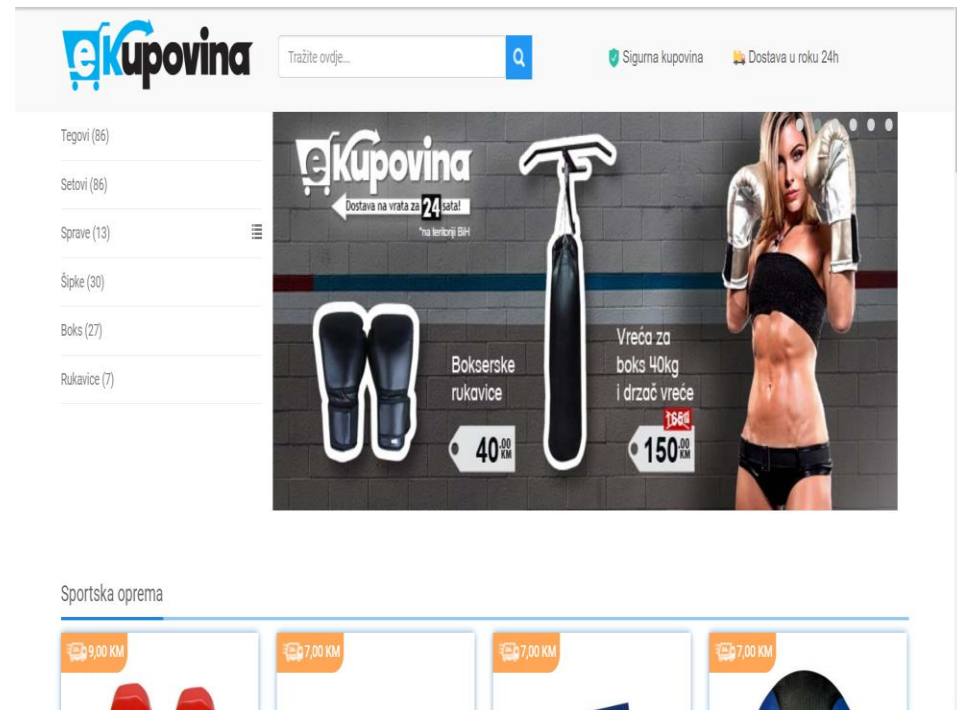 eKupovina
Tražite ovdje...
Sigurna kupovina
Dostava u roku 24h
Tegovi (86)
Setovi (86)
Sprave (13)
Šipke (30)
Boks (27)
Rukavice (7)
eKupovina
Dostava na vrata za 24 sata!
*na teritoriji BiH
Bokserske
rukavice
40.00 KM
Vreća za
boks 40kg
i drzač vreće
150.00 KM
Sportska oprema
9,00 KM
7,00 KM
7,00 KM
7,00 KM